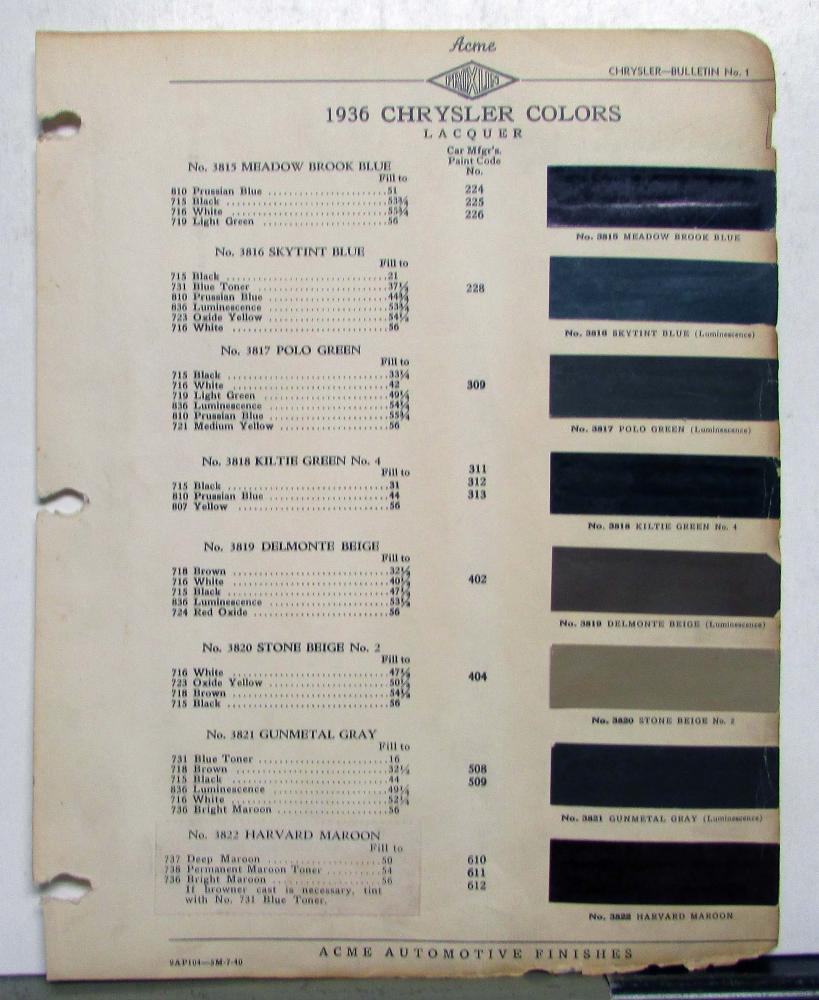 Acme
PROXLIN
CHRYSLER—BULLETIN No. 1
1936 CHRYSLER COLORS
LACQUER
Car Mfgr's.
Paint Code
No.
No. 3815 MEADOW BROOK BLUE
Fill to
810 Prussian Blue ....................51
715 Black ....................53¾
716 White ....................55¾
719 Light Green ....................56
224
225
226
No. 3815 MEADOW BROOK BLUE
No. 3816 SKYTINT BLUE
Fill to
715 Black ....................21
731 Blue Toner ....................37½
810 Prussian Blue ....................44¾
836 Luminescence ....................53¾
723 Oxide Yellow ....................54¼
716 White ....................56
228
No. 3816 SKYTINT BLUE (Luminescence)
No. 3817 POLO GREEN
Fill to
715 Black ....................33¼
716 White ....................42
719 Light Green ....................49½
836 Luminescence ....................54¼
810 Prussian Blue ....................55¾
721 Medium Yellow ....................56
309
No. 3817 POLO GREEN (Luminescence)
No. 3818 KILTIE GREEN No. 4
Fill to
715 Black ....................31
810 Prussian Blue ....................44
807 Yellow ....................56
311
312
313
No. 3818 KILTIE GREEN No. 4
No. 3819 DELMONTE BEIGE
Fill to
718 Brown ....................32½
716 White ....................40½
715 Black ....................47½
836 Luminescence ....................53½
724 Red Oxide ....................56
402
No. 3819 DELMONTE BEIGE (Luminescence)
No. 3820 STONE BEIGE No. 2
Fill to
716 White ....................47½
723 Oxide Yellow ....................50½
718 Brown ....................54½
715 Black ....................56
404
No. 3820 STONE BEIGE No. 2
No. 3821 GUNMETAL GRAY
Fill to
731 Blue Toner ....................16
718 Brown ....................32½
715 Black ....................44
836 Luminescence ....................49¼
716 White ....................52¼
736 Bright Maroon ....................56
508
509
No. 3821 GUNMETAL GRAY (Luminescence)
No. 3822 HARVARD MAROON
Fill to
737 Deep Maroon ....................50
738 Permanent Maroon Toner ..........54
736 Bright Maroon ....................56
If browner cast is necessary, tint
with No. 731 Blue Toner.
610
611
612
No. 3822 HARVARD MAROON
ACME AUTOMOTIVE FINISHES
9AP104—5M-7-40